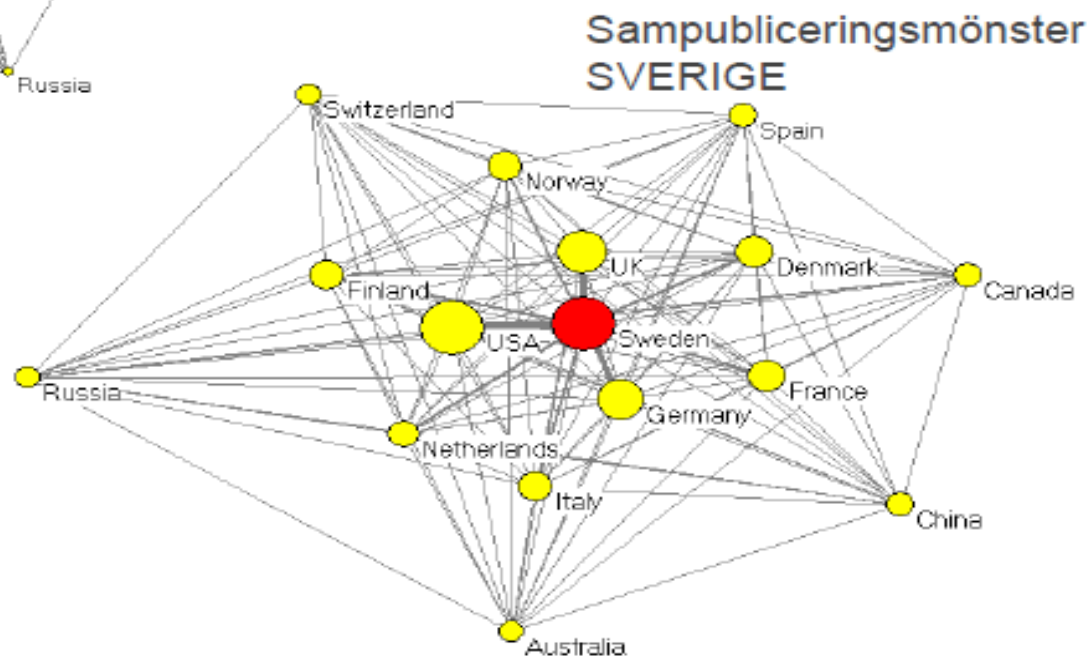 Sampubliceringsmönster
SVERIGE
Russia
Switzerland
Spain
Norway
UK
Denmark
Finland
Canada
USA
Sweden
Russia
France
Germany
Netherlands
Italy
China
Australia